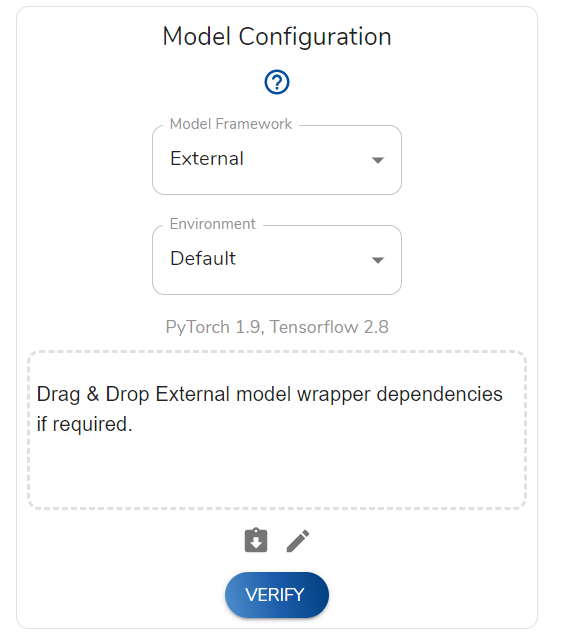 Model Configuration
?
Model Framework
External
Environment
Default
PyTorch 1.9, Tensorflow 2.8
Drag & Drop External model wrapper dependencies
if required.
VERIFY